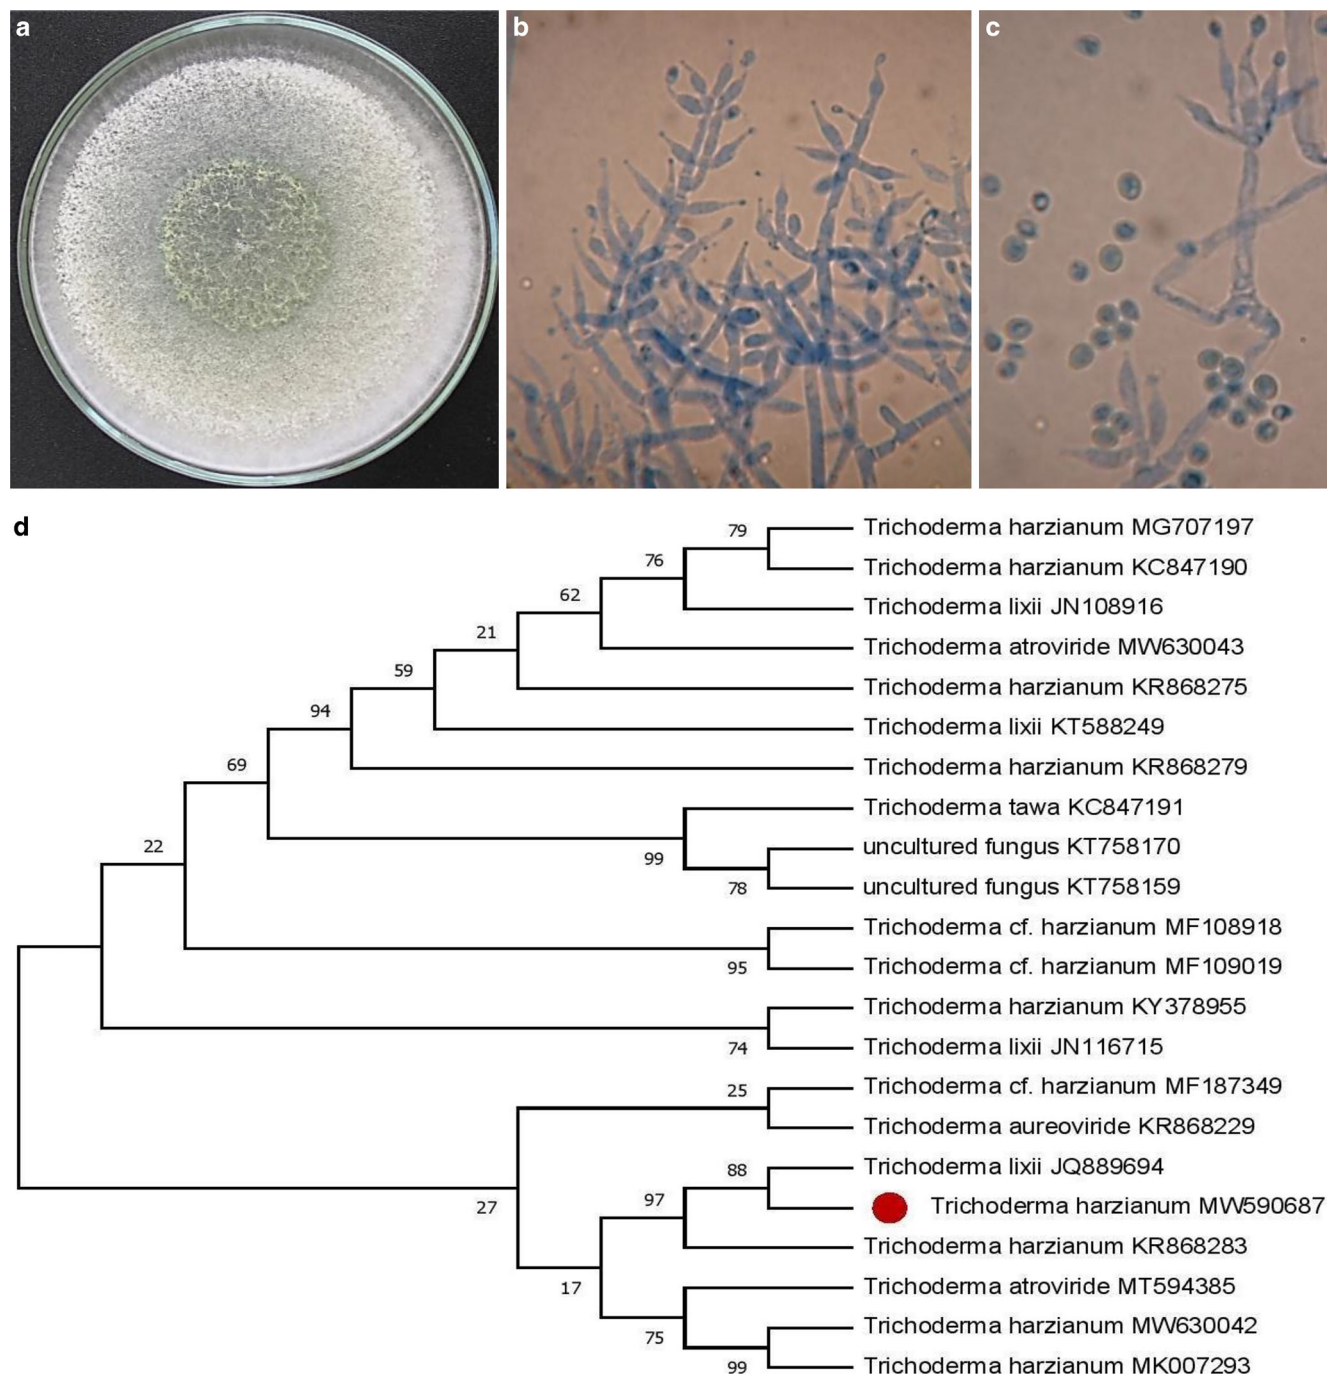 a
b
c
d
79
Trichoderma harzianum MG707197
76
Trichoderma harzianum KC847190
62
Trichoderma lixii JN108916
21
Trichoderma atroviride MW630043
59
Trichoderma harzianum KR868275
94
Trichoderma lixii KT588249
69
Trichoderma harzianum KR868279
Trichoderma tawa KC847191
22
uncultured fungus KT758170
99
78
uncultured fungus KT758159
Trichoderma cf. harzianum MF108918
95
Trichoderma cf. harzianum MF109019
Trichoderma harzianum KY378955
74
Trichoderma lixii JN116715
25
Trichoderma cf. harzianum MF187349
Trichoderma aureoviride KR868229
88
Trichoderma lixii JQ889694
97
27
Trichoderma harzianum MW590687
Trichoderma harzianum KR868283
17
Trichoderma atroviride MT594385
75
Trichoderma harzianum MW630042
99
Trichoderma harzianum MK007293